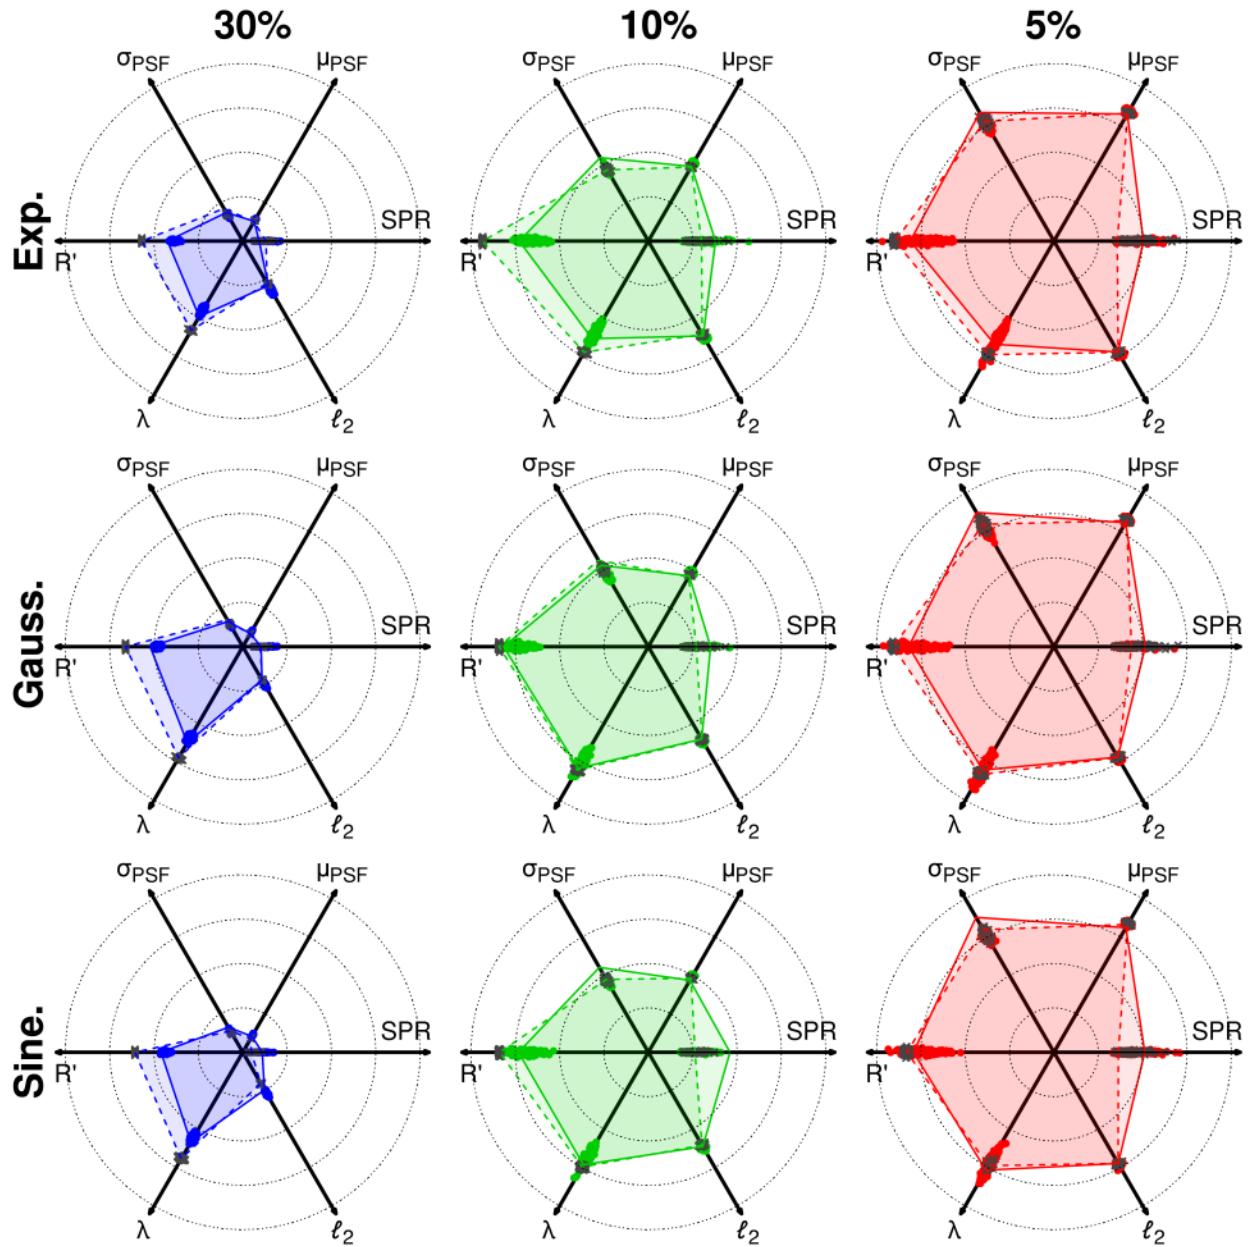 30% 10% 5%
Exp.
σPSF μPSF σPSF μPSF σPSF μPSF
SPR SPR SPR
R' R' R'
λ ℓ2 λ ℓ2 λ ℓ2
Gauss.
σPSF μPSF σPSF μPSF σPSF μPSF
SPR SPR SPR
R' R' R'
λ ℓ2 λ ℓ2 λ ℓ2
Sine.
σPSF μPSF σPSF μPSF σPSF μPSF
SPR SPR SPR
R' R' R'
λ ℓ2 λ ℓ2 λ ℓ2